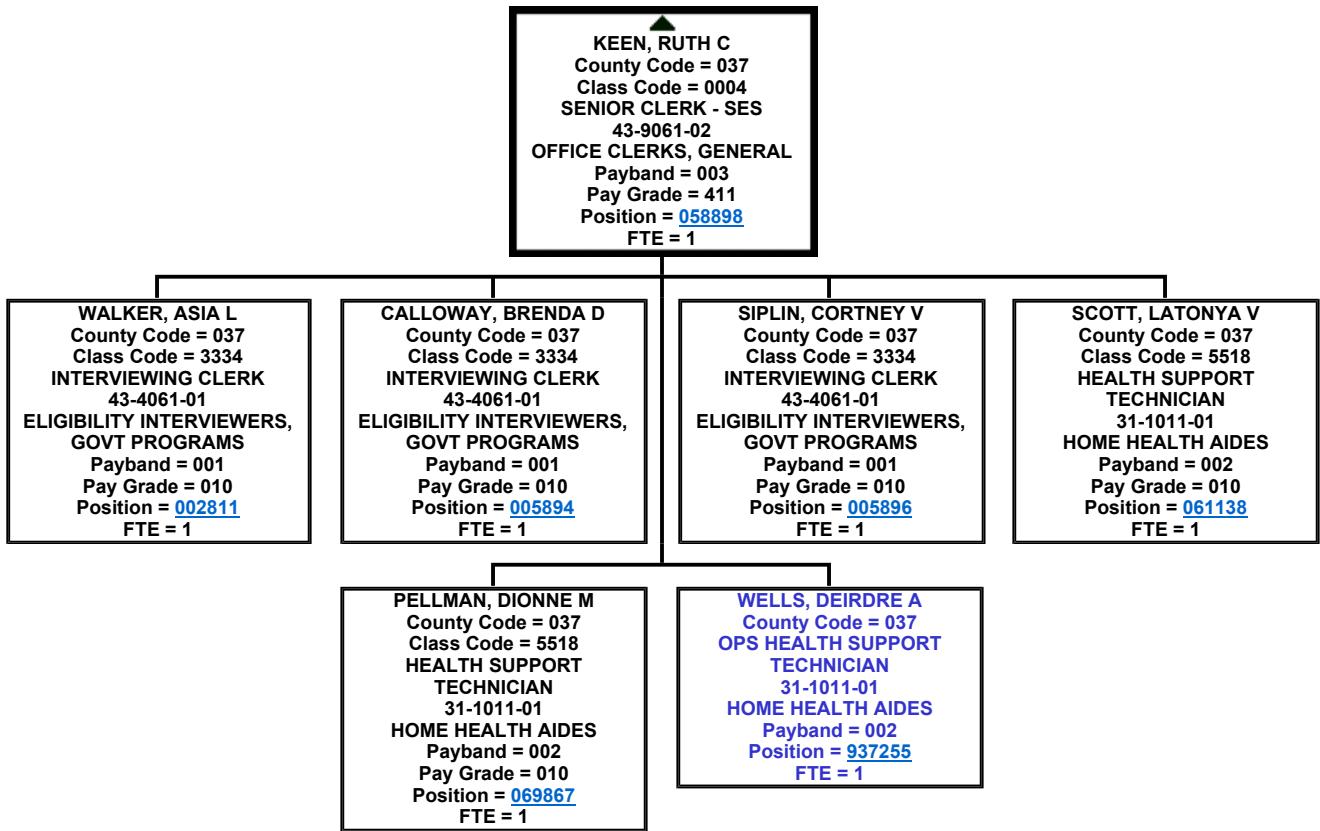 KEEN, RUTH C
County Code = 037
Class Code = 0004
SENIOR CLERK - SES
43-9061-02
OFFICE CLERKS, GENERAL
Payband = 003
Pay Grade = 411
Position = 058898
FTE = 1
WALKER, ASIA L
County Code = 037
Class Code = 3334
INTERVIEWING CLERK
43-4061-01
ELIGIBILITY INTERVIEWERS,
GOVT PROGRAMS
Payband = 001
Pay Grade = 010
Position = 002811
FTE = 1
CALLOWAY, BRENDA D
County Code = 037
Class Code = 3334
INTERVIEWING CLERK
43-4061-01
ELIGIBILITY INTERVIEWERS,
GOVT PROGRAMS
Payband = 001
Pay Grade = 010
Position = 005894
FTE = 1
SIPLIN, CORTNEY V
County Code = 037
Class Code = 3334
INTERVIEWING CLERK
43-4061-01
ELIGIBILITY INTERVIEWERS,
GOVT PROGRAMS
Payband = 001
Pay Grade = 010
Position = 005896
FTE = 1
SCOTT, LATONYA V
County Code = 037
Class Code = 5518
HEALTH SUPPORT
TECHNICIAN
31-1011-01
HOME HEALTH AIDES
Payband = 002
Pay Grade = 010
Position = 061138
FTE = 1
PELLMAN, DIONNE M
County Code = 037
Class Code = 5518
HEALTH SUPPORT
TECHNICIAN
31-1011-01
HOME HEALTH AIDES
Payband = 002
Pay Grade = 010
Position = 069867
FTE = 1
WELLS, DEIRDRE A
County Code = 037
OPS HEALTH SUPPORT
TECHNICIAN
31-1011-01
HOME HEALTH AIDES
Payband = 002
Position = 937255
FTE = 1